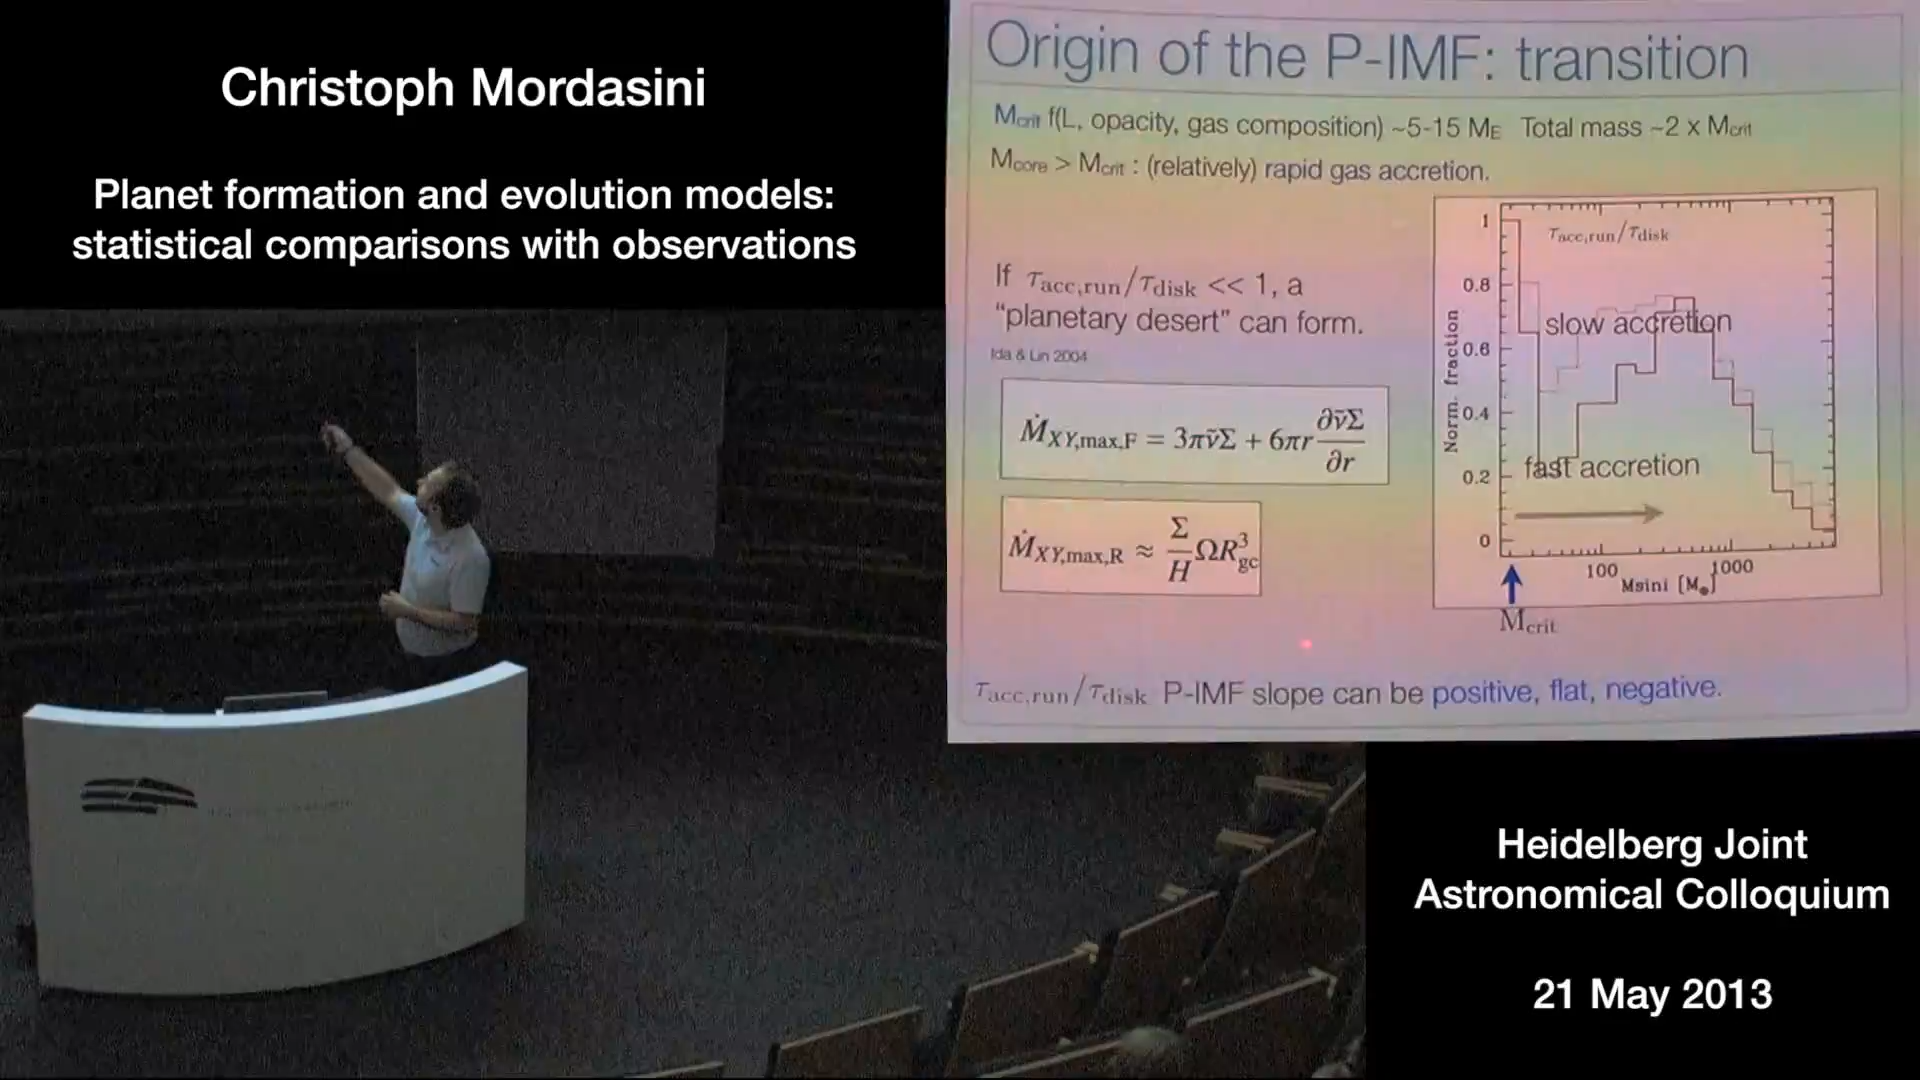 Christoph Mordasini
Planet formation and evolution models:
statistical comparisons with observations
Origin of the P-IMF: transition
Mcrit f(L, opacity, gas composition) ~5-15 ME Total mass ~2 x Mcrit
Mcore > Mcrit : (relatively) rapid gas accretion.
If τacc,run/τdisk << 1, a
“planetary desert” can form.
Ida & Lin 2004
ṀXY,max,F = 3πν̃Σ + 6πr ∂ν̃Σ/∂r
ṀXY,max,R ≈ Σ/H ΩR³gc
τacc,run/τdisk
slow accretion
fast accretion
Norm. fraction
1
0.8
0.6
0.4
0.2
0
100
1000
Msini [M⊕]
Mcrit
τacc,run/τdisk P-IMF slope can be positive, flat, negative.
Heidelberg Joint
Astronomical Colloquium
21 May 2013